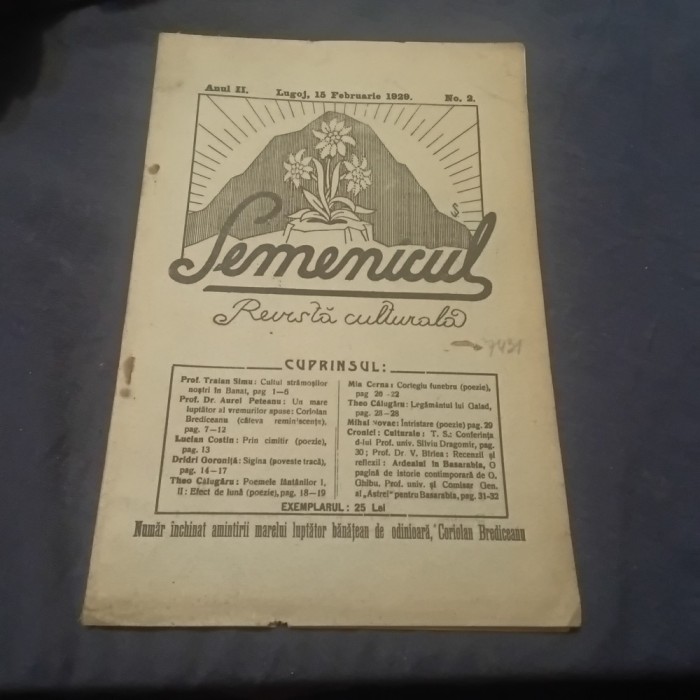 Anul II. Lugoj, 15 Februarie 1929. No. 2.
Semenicul
Revistă culturală
7431
CUPRINSUL:
Prof. Traian Simu: Cultul strămoșilor
noștri în Banat, pag 1—6
Prof. Dr. Aurel Peteanu: Un mare
luptător al vremurilor apuse: Coriolan
Brediceanu (câteva reminiscențe),
pag. 7—12
Lucian Costin: Prin cimitir (poezie),
pag. 13
Dridri Goroniță: Sigina (poveste tracă),
pag. 14—17
Theo Călugăru: Poemele fântânilor I,
II: Efect de lună (poezie), pag. 18—19
Mia Cerna: Cortegiu funebru (poezie),
pag 20—22
Theo Călugăru: Legământul lui Galad,
pag. 23—28
Mihai Novac: Întristare (poezie) pag. 29
Cronici: Culturale: T. S.: Conferința
d-lui Prof. univ. Silviu Dragomir, pag.
30; Prof. Dr. V. Birlea: Recenzii și
reflexii: Ardealul în Basarabia, O
pagină de istorie contimporară de O.
Ghibu, Prof. univ. și Comisar Gen.
al „Astrei" pentru Basarabia, pag. 31-32
EXEMPLARUL: 25 Lei
Număr închinat amintirii marelui luptător bănățean de odinioară, Coriolan Brediceanu